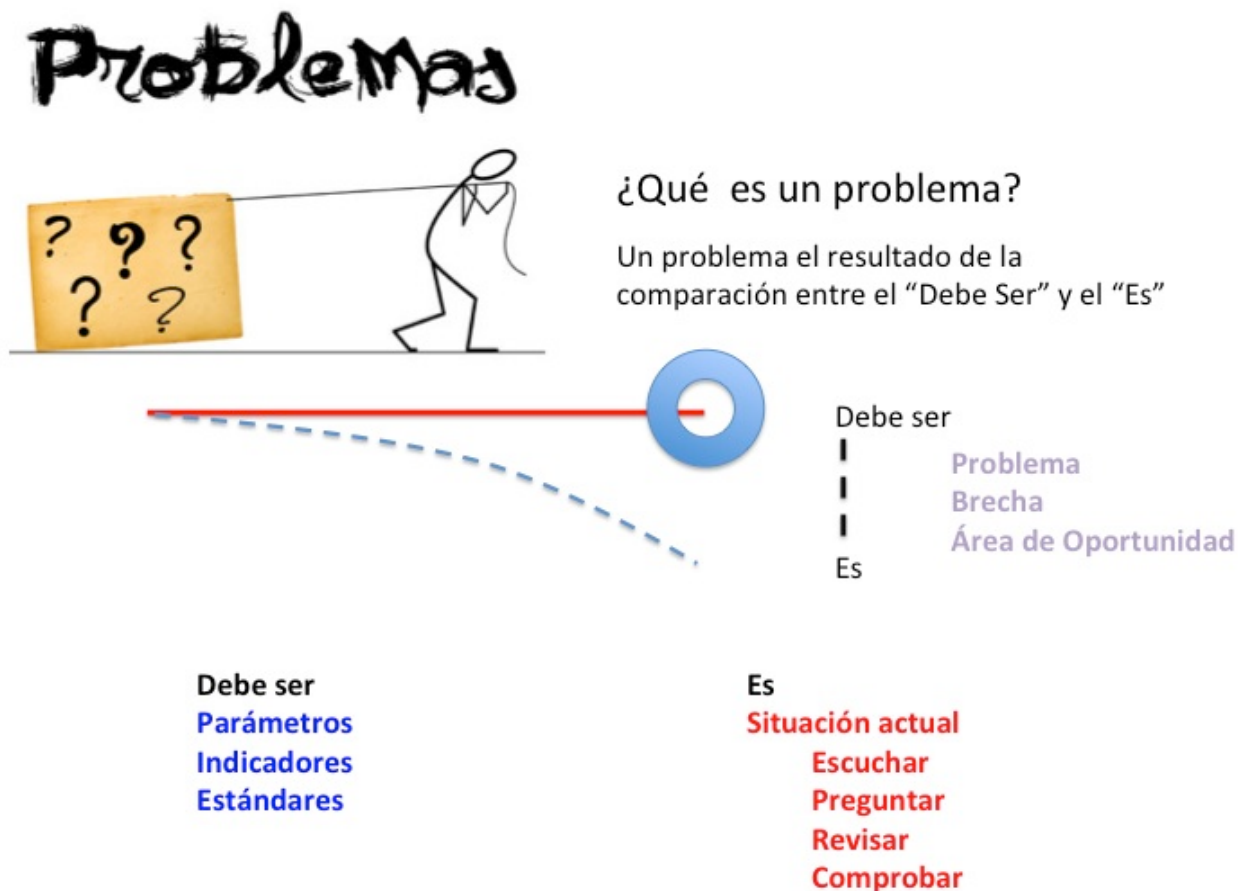 Problemas
? ? ?
? ?
¿Qué es un problema?
Un problema el resultado de la
comparación entre el “Debe Ser” y el “Es”
Debe ser
Problema
Brecha
Área de Oportunidad
Es
Debe ser
Parámetros
Indicadores
Estándares
Es
Situación actual
Escuchar
Preguntar
Revisar
Comprobar